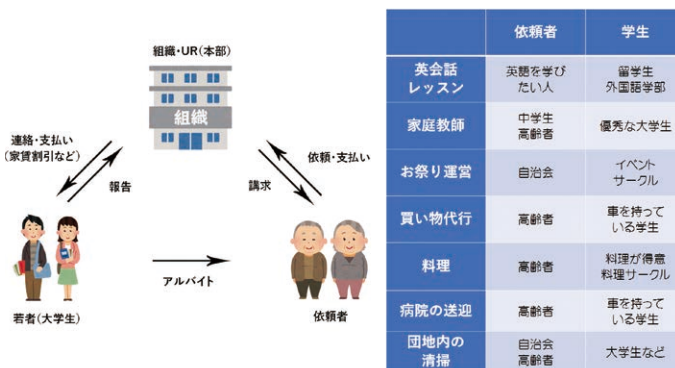 組織・UR(本部)
組織
連絡・支払い
(家賃割引など)
報告
依頼・支払い
請求
アルバイト
若者(大学生)
依頼者
依頼者 学生
英会話
レッスン
英語を学び
たい人
留学生
外国語学部
家庭教師
中学生
高齢者
優秀な大学生
お祭り運営
自治会
イベント
サークル
買い物代行
高齢者
車を持って
いる学生
料理
高齢者
料理が得意
料理サークル
病院の送迎
高齢者
車を持って
いる学生
団地内の
清掃
自治会
高齢者
大学生など